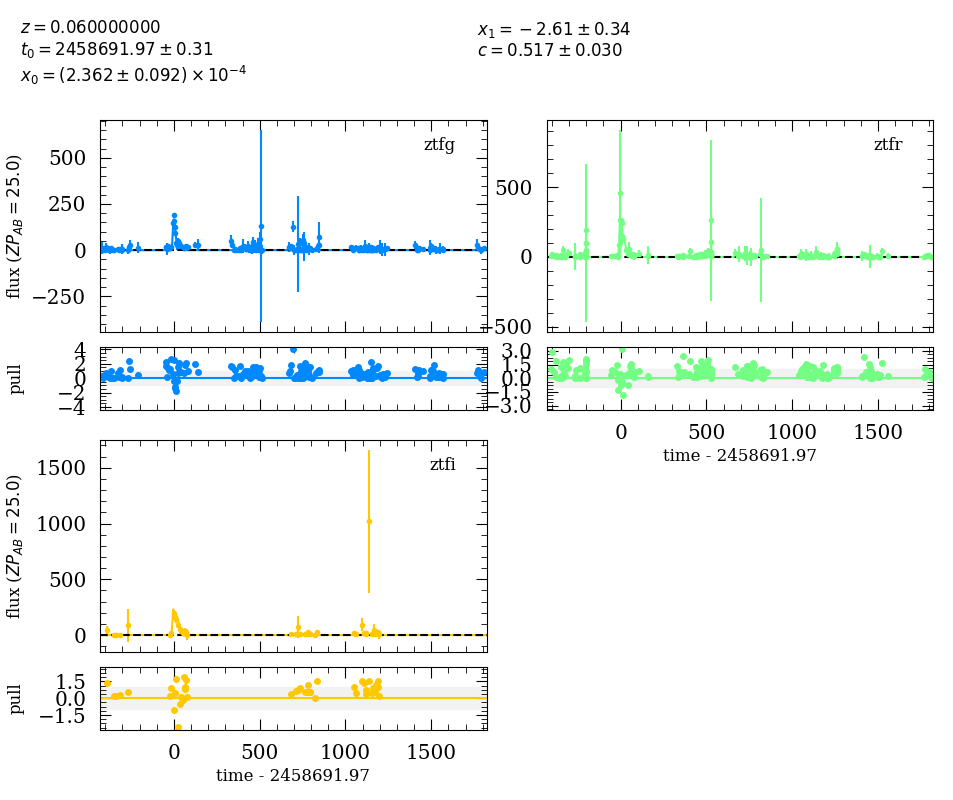 z = 0.060000000
t₀ = 2458691.97 ± 0.31
x₀ = (2.362 ± 0.092) × 10⁻⁴
x₁ = −2.61 ± 0.34
c = 0.517 ± 0.030
ztfg
flux (ZP_AB = 25.0)
500
250
0
−250
pull
4
2
0
−2
−4
ztfr
500
0
−500
3.0
1.5
0.0
−1.5
−3.0
0 500 1000 1500
time - 2458691.97
ztfi
flux (ZP_AB = 25.0)
1500
1000
500
0
pull
1.5
0.0
−1.5
0 500 1000 1500
time - 2458691.97